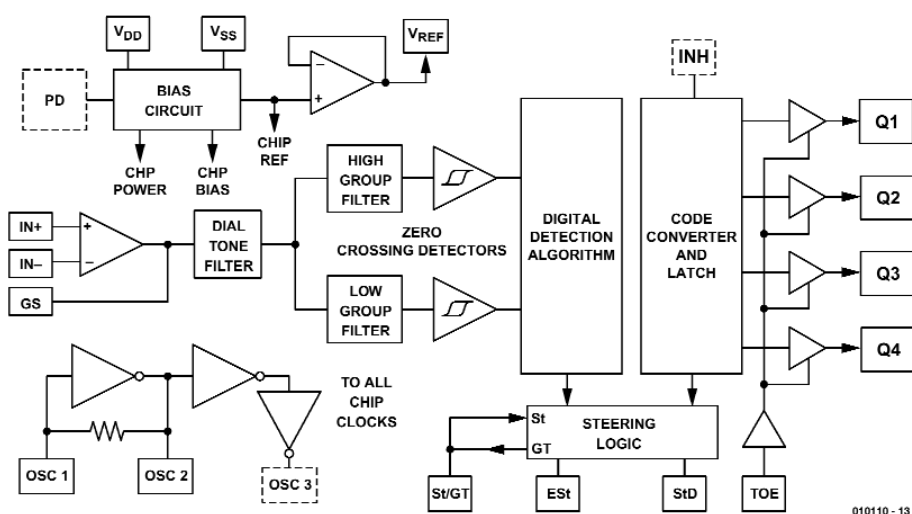 VDD
VSS
VREF
INH
PD
BIAS
CIRCUIT
−
+
CHIP
REF
Q1
CHP
POWER
CHP
BIAS
HIGH
GROUP
FILTER
Q2
IN+
+
IN−
−
GS
DIAL
TONE
FILTER
ZERO
CROSSING DETECTORS
DIGITAL
DETECTION
ALGORITHM
CODE
CONVERTER
AND
LATCH
Q3
LOW
GROUP
FILTER
Q4
TO ALL
CHIP
CLOCKS
St
GT
STEERING
LOGIC
OSC 1
OSC 2
OSC 3
St/GT
ESt
StD
TOE
010110 - 13